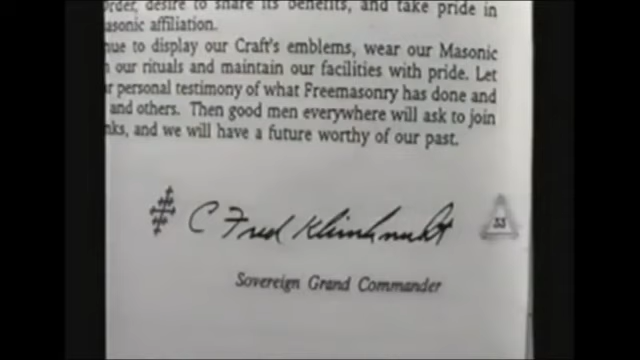 order, desire to share its benefits, and take pride in
asonic affiliation.
ue to display our Craft's emblems, wear our Masonic
our rituals and maintain our facilities with pride. Let
r personal testimony of what Freemasonry has done and
and others. Then good men everywhere will ask to join
ks, and we will have a future worthy of our past.
C Fred Kleinknecht
33
Sovereign Grand Commander